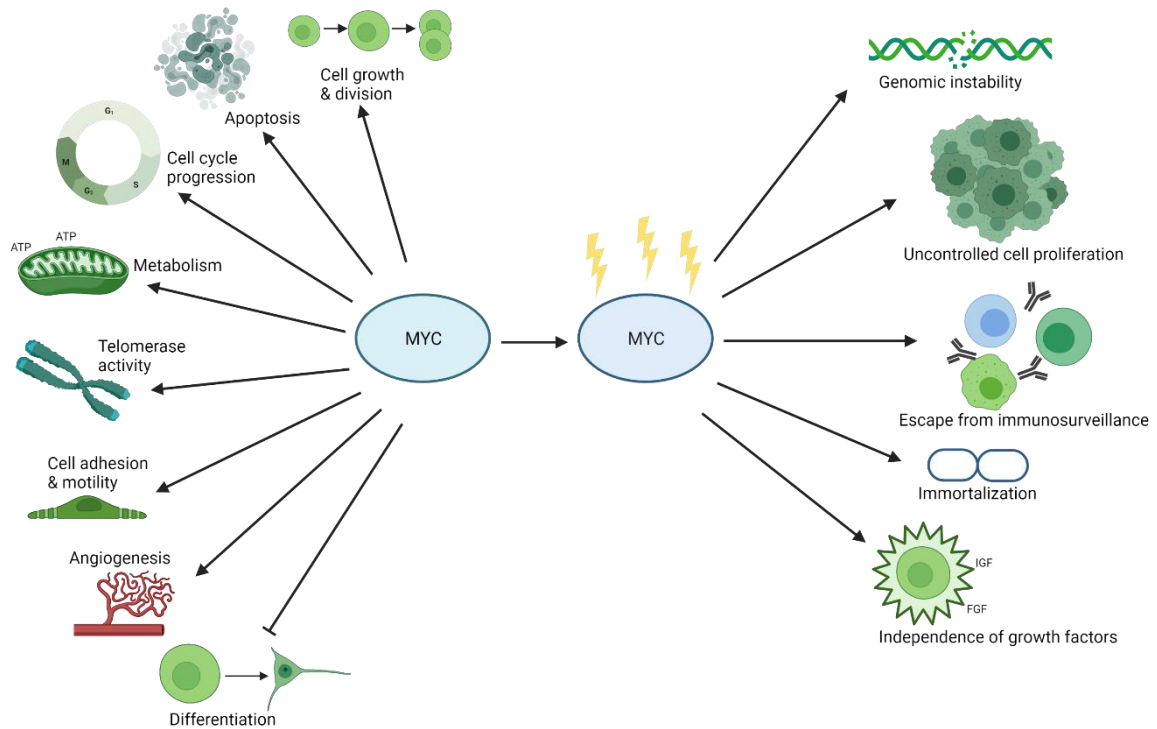 Cell growth
& division
Apoptosis
G1
M
S
G1
Cell cycle
progression
ATP
ATP
Metabolism
Telomerase
activity
Cell adhesion
& motility
Angiogenesis
Differentiation
MYC
MYC
Genomic instability
Uncontrolled cell proliferation
Escape from immunosurveillance
Immortalization
IGF
FGF
Independence of growth factors